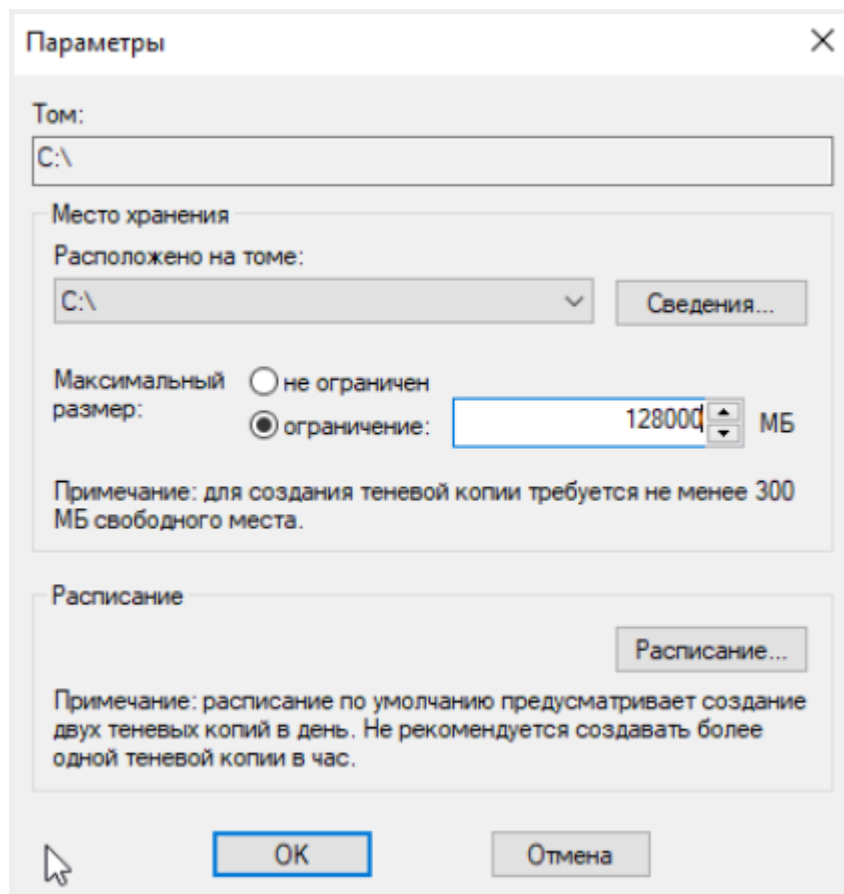 Параметры
Том:
C:\
Место хранения
Расположено на томе:
C:\
Сведения...
Максимальный размер:
не ограничен
ограничение:
128000
МБ
Примечание: для создания теневой копии требуется не менее 300
МБ свободного места.
Расписание
Расписание...
Примечание: расписание по умолчанию предусматривает создание
двух теневых копий в день. Не рекомендуется создавать более
одной теневой копии в час.
OK
Отмена